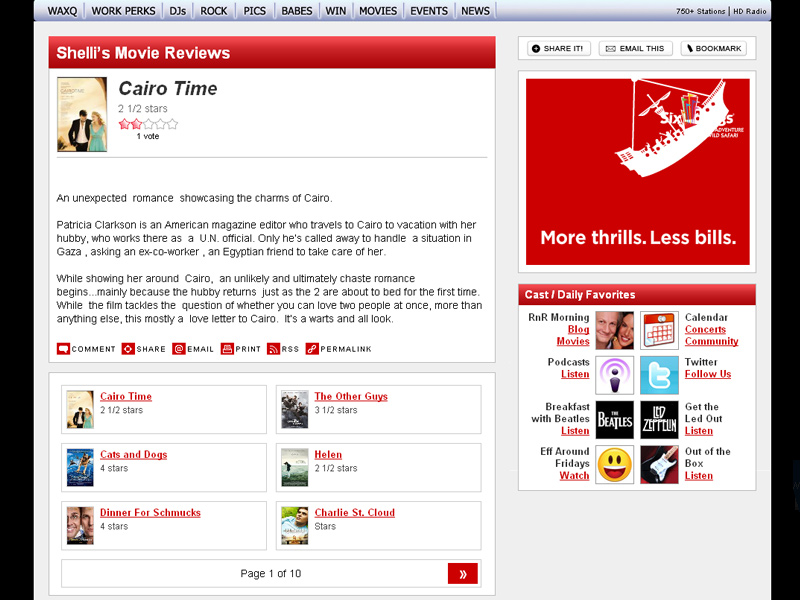 WAXQ WORK PERKS DJs ROCK PICS BABES WIN MOVIES EVENTS NEWS 750+ Stations | HD Radio
Shelli's Movie Reviews
Cairo Time
2 1/2 stars
1 vote
An unexpected romance showcasing the charms of Cairo.
Patricia Clarkson is an American magazine editor who travels to Cairo to vacation with her
hubby, who works there as a U.N. official. Only he's called away to handle a situation in
Gaza , asking an ex-co-worker , an Egyptian friend to take care of her.
While showing her around Cairo, an unlikely and ultimately chaste romance
begins...mainly because the hubby returns just as the 2 are about to bed for the first time.
While the film tackles the question of whether you can love two people at once, more than
anything else, this mostly a love letter to Cairo. It's a warts and all look.
COMMENT SHARE EMAIL PRINT RSS PERMALINK
Cairo Time
2 1/2 stars
The Other Guys
3 1/2 stars
Cats and Dogs
4 stars
Helen
2 1/2 stars
Dinner For Schmucks
4 stars
Charlie St. Cloud
Stars
Page 1 of 10 »
SHARE IT! EMAIL THIS BOOKMARK
More thrills. Less bills.
Cast / Daily Favorites
RnR Morning
Blog
Movies
Calendar
Concerts
Community
Podcasts
Listen
Twitter
Follow Us
Breakfast
with Beatles
Listen
THE
BEATLES
LED
ZEPPELIN
Get the
Led Out
Listen
Eff Around
Fridays
Watch
Out of the
Box
Listen